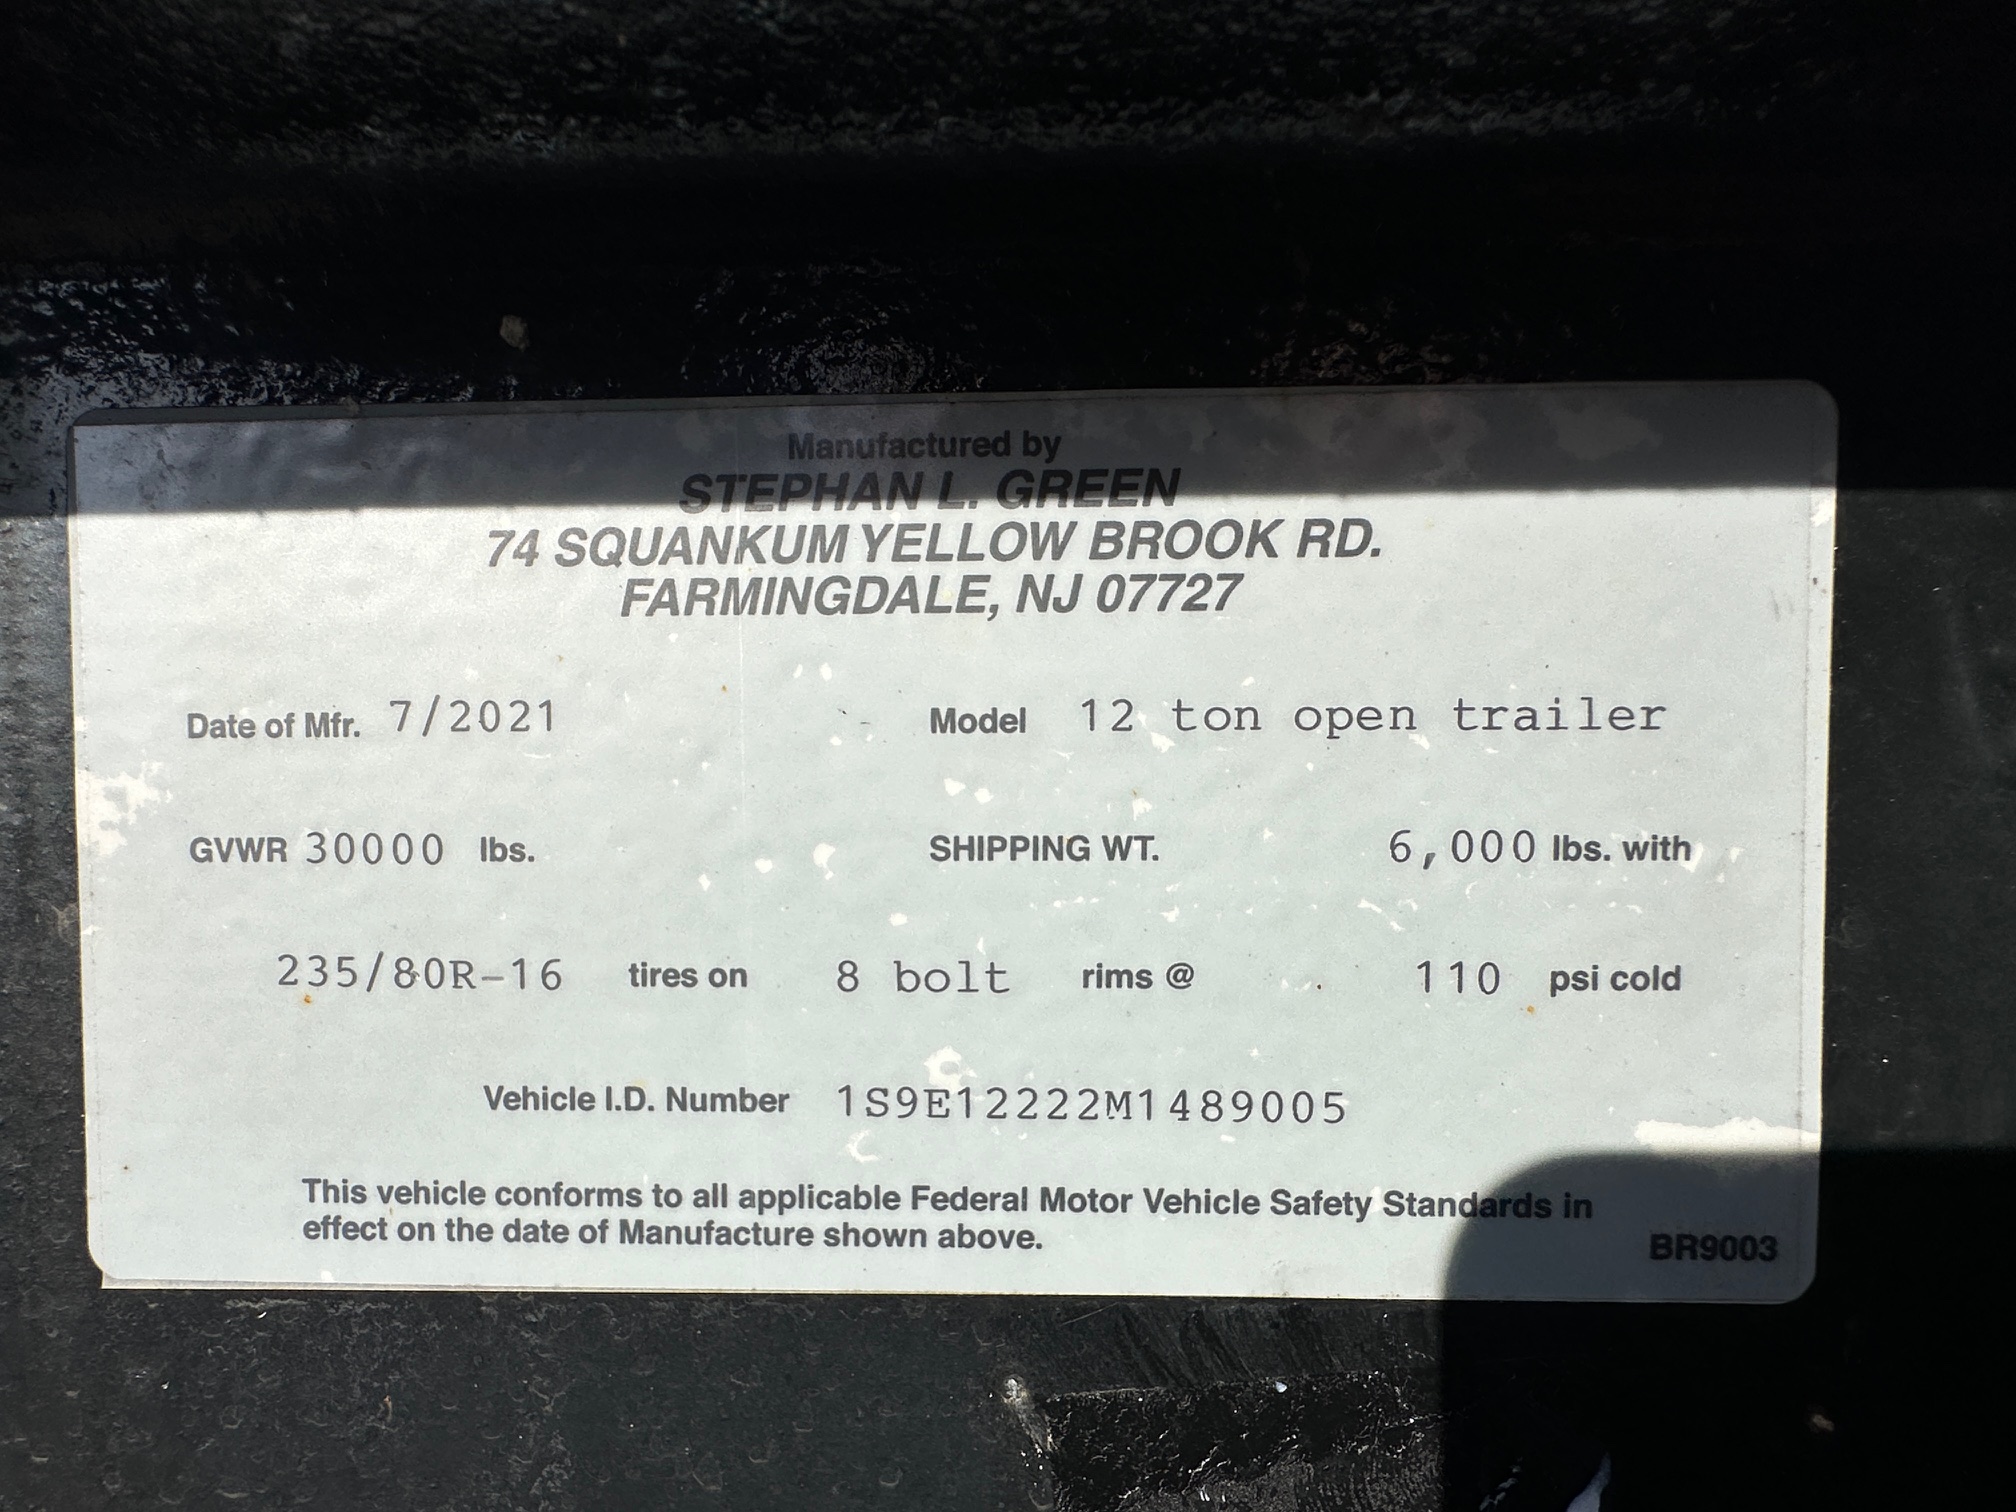 Manufactured by
STEPHAN L. GREEN
74 SQUANKUM YELLOW BROOK RD.
FARMINGDALE, NJ 07727
Date of Mfr. 7/2021 Model 12 ton open trailer
GVWR 30000 lbs. SHIPPING WT. 6,000 lbs. with
235/80R-16 tires on 8 bolt rims @ 110 psi cold
Vehicle I.D. Number 1S9E12222M1489005
This vehicle conforms to all applicable Federal Motor Vehicle Safety Standards in
effect on the date of Manufacture shown above.
BR9003